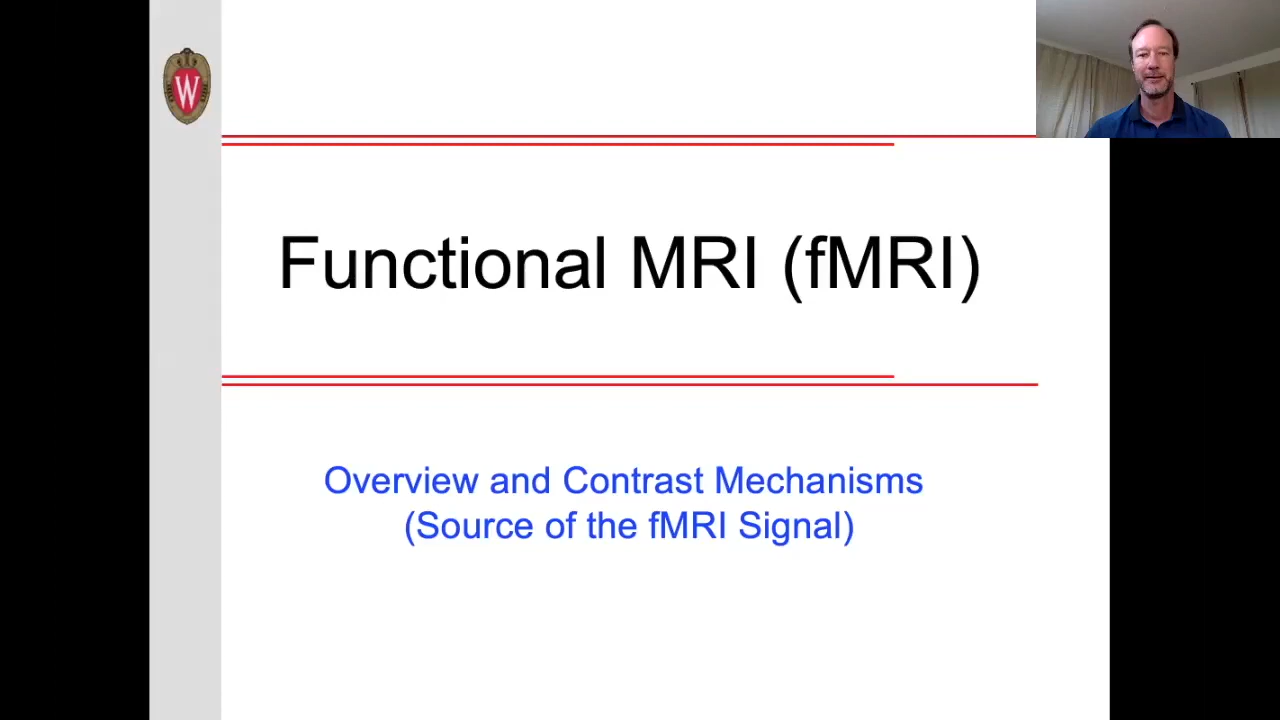 W
Functional MRI (fMRI)
Overview and Contrast Mechanisms
(Source of the fMRI Signal)